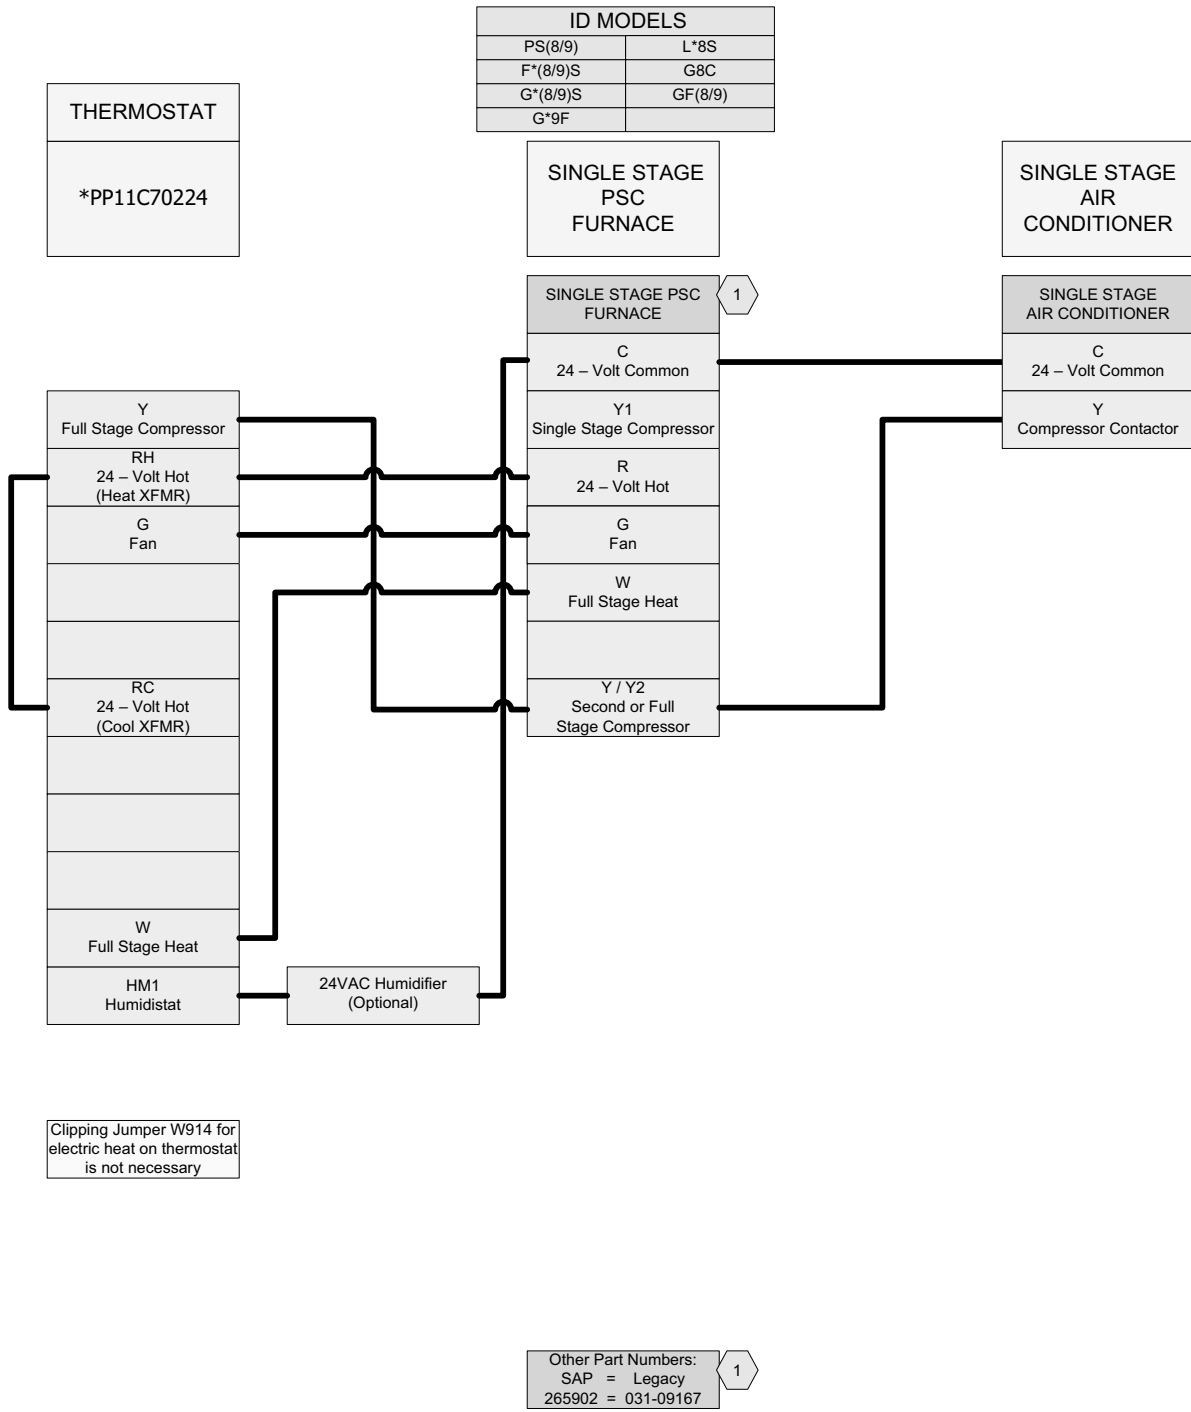 ID MODELS
PS(8/9) L*8S
F*(8/9)S G8C
G*(8/9)S GF(8/9)
G*9F
THERMOSTAT
*PP11C70224
SINGLE STAGE
PSC
FURNACE
SINGLE STAGE
AIR
CONDITIONER
SINGLE STAGE PSC
FURNACE
1
SINGLE STAGE
AIR CONDITIONER
C
24 – Volt Common
C
24 – Volt Common
Y
Full Stage Compressor
Y1
Single Stage Compressor
Y
Compressor Contactor
RH
24 – Volt Hot
(Heat XFMR)
R
24 – Volt Hot
G
Fan
G
Fan
W
Full Stage Heat
RC
24 – Volt Hot
(Cool XFMR)
Y / Y2
Second or Full
Stage Compressor
W
Full Stage Heat
HM1
Humidistat
24VAC Humidifier
(Optional)
Clipping Jumper W914 for
electric heat on thermostat
is not necessary
Other Part Numbers:
SAP = Legacy
265902 = 031-09167
1